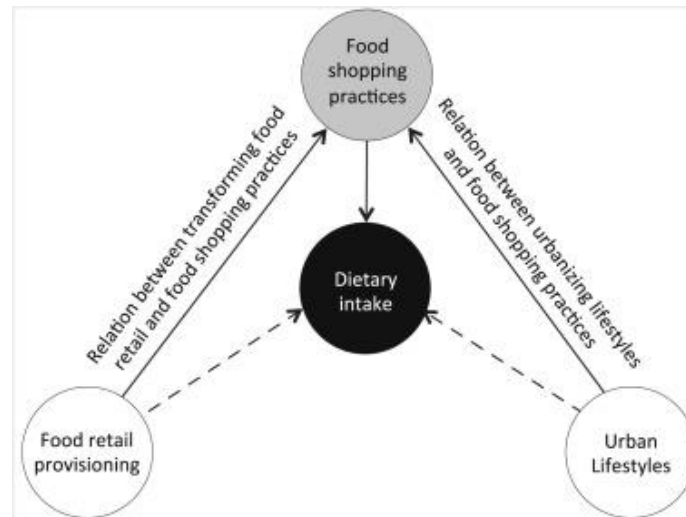 Food
shopping
practices
Relation between transforming food
retail and food shopping practices
Relation between urbanizing lifestyles
and food shopping practices
Dietary
intake
Food retail
provisioning
Urban
Lifestyles